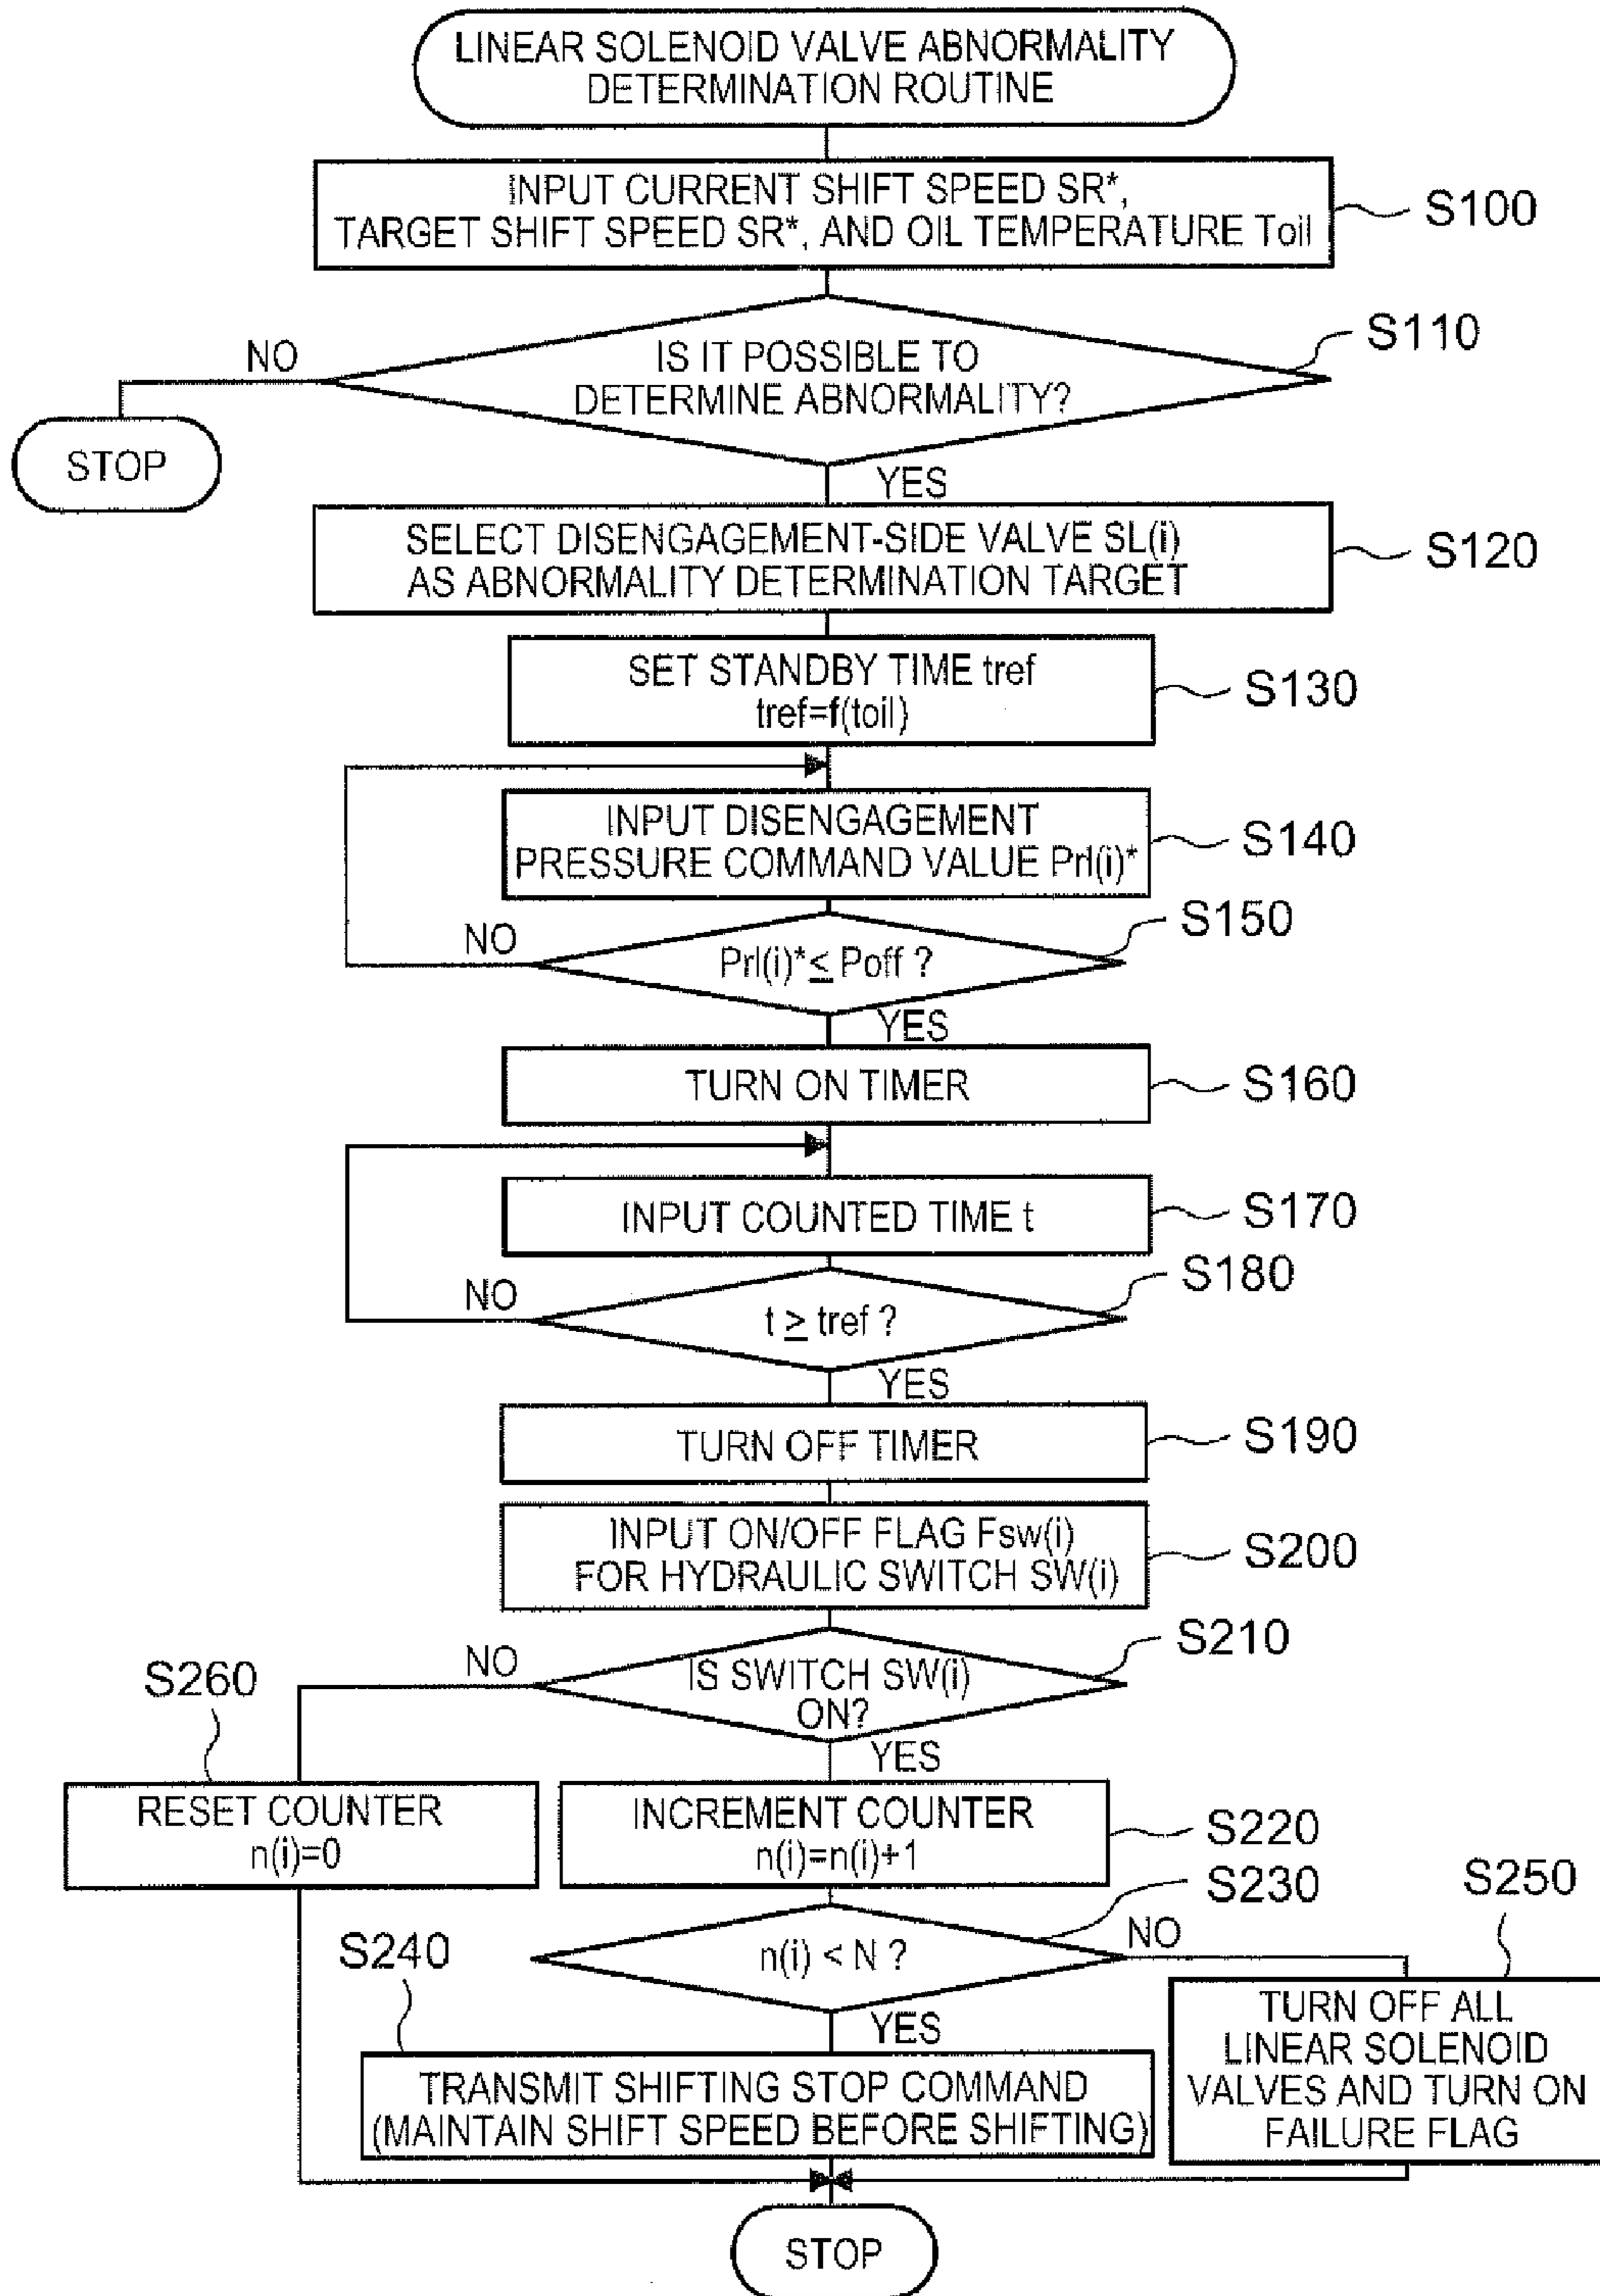 LINEAR SOLENOID VALVE ABNORMALITY
DETERMINATION ROUTINE
INPUT CURRENT SHIFT SPEED SR*,
TARGET SHIFT SPEED SR*, AND OIL TEMPERATURE Toil
S100
IS IT POSSIBLE TO
DETERMINE ABNORMALITY?
S110
NO
STOP
YES
SELECT DISENGAGEMENT-SIDE VALVE SL(i)
AS ABNORMALITY DETERMINATION TARGET
S120
SET STANDBY TIME tref
tref=f(toil)
S130
INPUT DISENGAGEMENT
PRESSURE COMMAND VALUE Prl(i)*
S140
S150
NO
Prl(i)*≤ Poff ?
YES
TURN ON TIMER
S160
INPUT COUNTED TIME t
S170
S180
NO
t ≥ tref ?
YES
TURN OFF TIMER
S190
INPUT ON/OFF FLAG Fsw(i)
FOR HYDRAULIC SWITCH SW(i)
S200
S210
NO
IS SWITCH SW(i)
ON?
YES
S260
RESET COUNTER
n(i)=0
INCREMENT COUNTER
n(i)=n(i)+1
S220
S230
n(i) < N ?
NO
S250
YES
S240
TRANSMIT SHIFTING STOP COMMAND
(MAINTAIN SHIFT SPEED BEFORE SHIFTING)
TURN OFF ALL
LINEAR SOLENOID
VALVES AND TURN ON
FAILURE FLAG
STOP